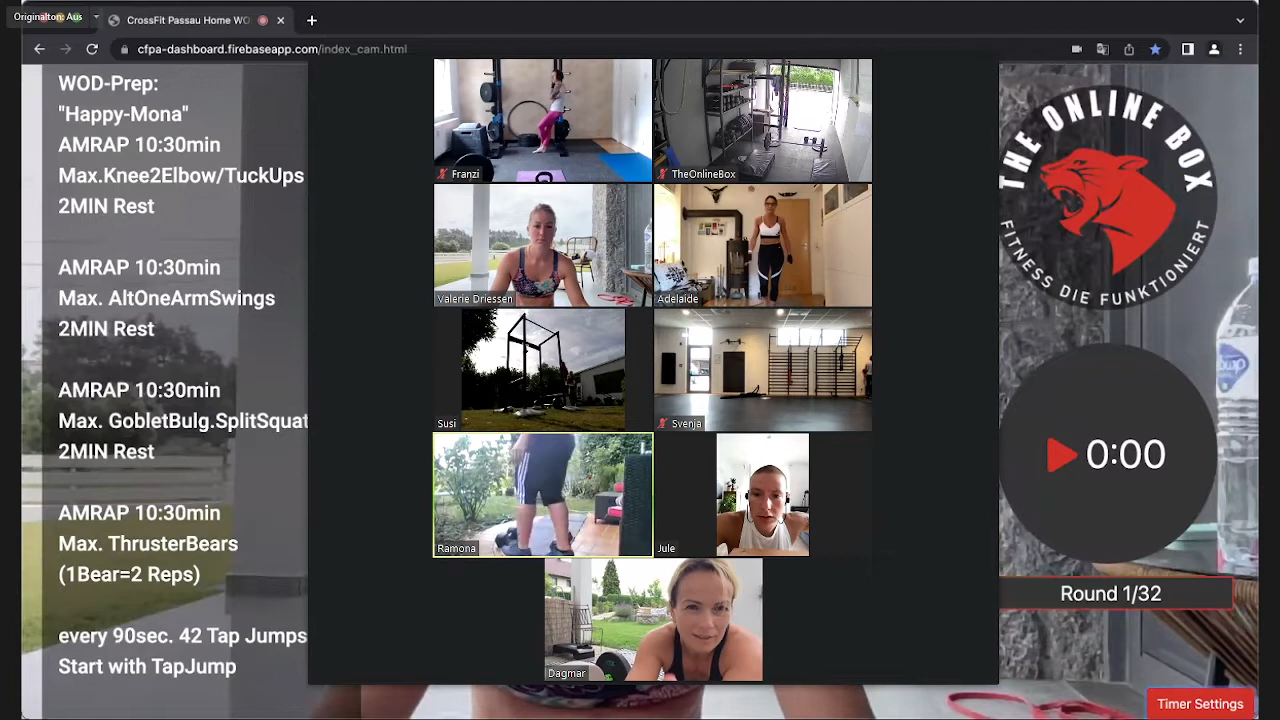 Originalton: Aus
CrossFit Passau Home WO
cfpa-dashboard.firebaseapp.com/index_cam.html
WOD-Prep:
"Happy-Mona"
AMRAP 10:30min
Max.Knee2Elbow/TuckUps
2MIN Rest
AMRAP 10:30min
Max. AltOneArmSwings
2MIN Rest
AMRAP 10:30min
Max. GobletBulg.SplitSquat
2MIN Rest
AMRAP 10:30min
Max. ThrusterBears
(1Bear=2 Reps)
every 90sec. 42 Tap Jumps
Start with TapJump
Franzi
TheOnlineBox
Valerie Driessen
Adelaide
Susi
Svenja
Ramona
Jule
Dagmar
THE ONLINE BOX
FITNESS DIE FUNKTIONIERT
0:00
Round 1/32
Timer Settings